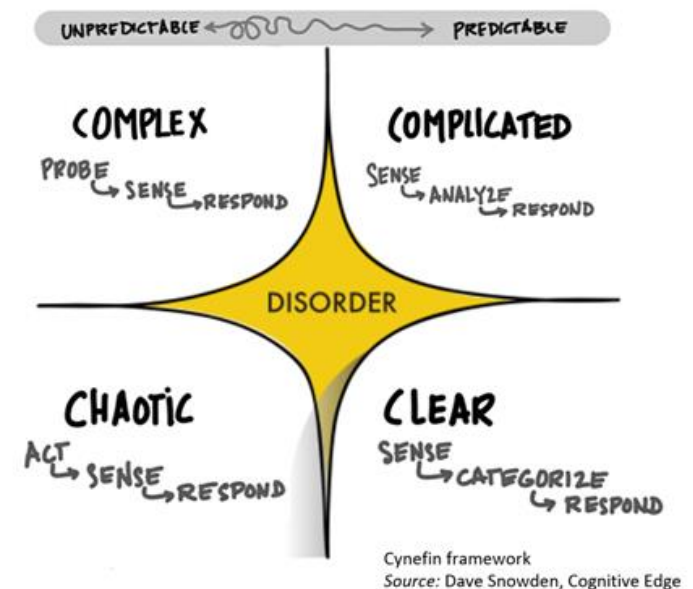 UNPREDICTABLE PREDICTABLE
COMPLEX
PROBE
SENSE
RESPOND
COMPLICATED
SENSE
ANALYZE
RESPOND
DISORDER
CHAOTIC
ACT
SENSE
RESPOND
CLEAR
SENSE
CATEGORIZE
RESPOND
Cynefin framework
Source: Dave Snowden, Cognitive Edge